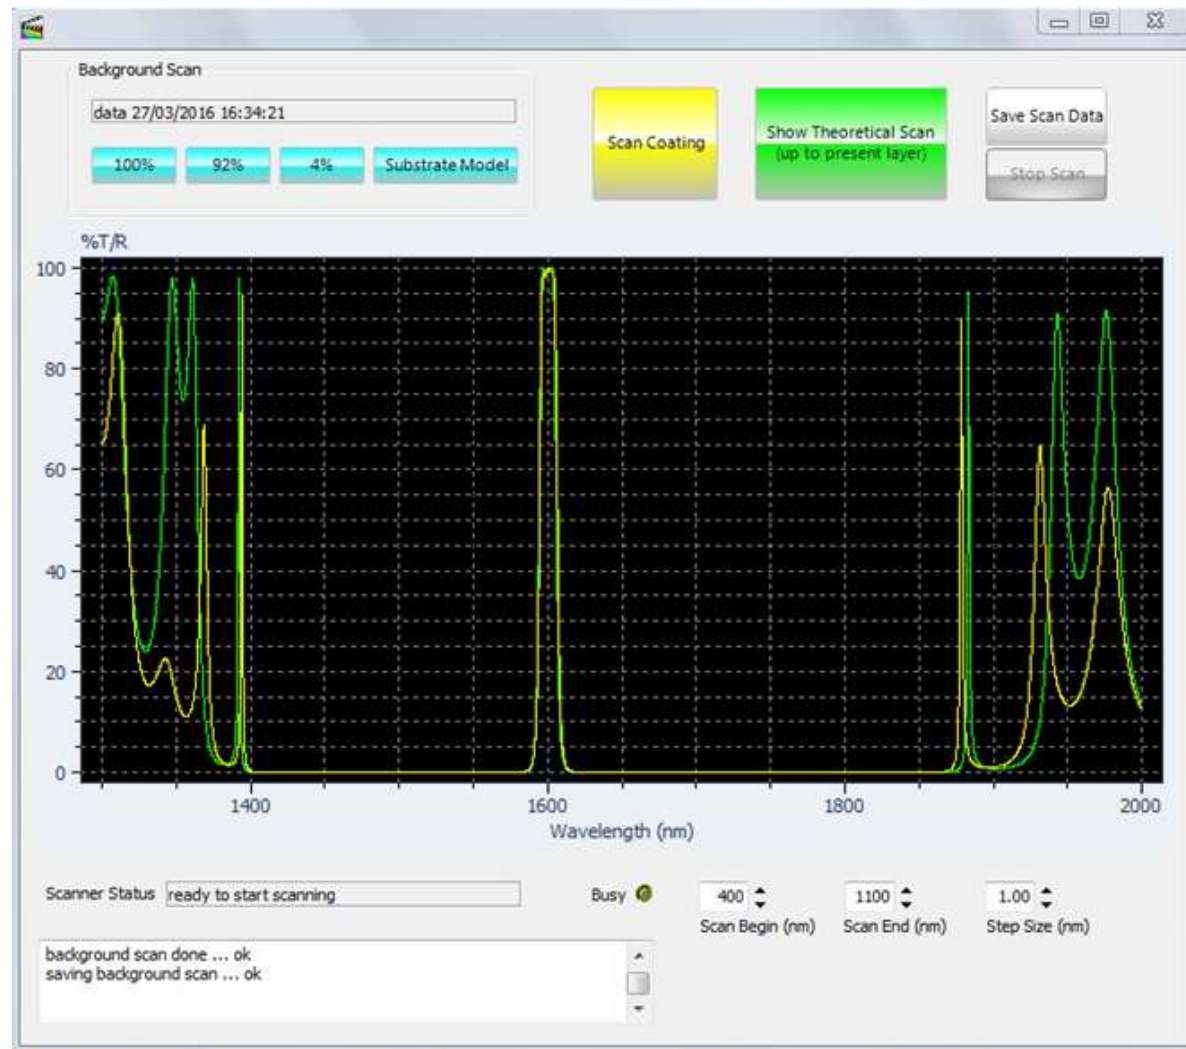 Background Scan
data 27/03/2016 16:34:21
100% 92% 4% Substrate Model
Scan Coating
Show Theoretical Scan
(up to present layer)
Save Scan Data
Stop Scan
%T/R
100
80
60
40
20
0
1400 1600 1800 2000
Wavelength (nm)
Scanner Status ready to start scanning
Busy
400 1100 1.00
Scan Begin (nm) Scan End (nm) Step Size (nm)
background scan done ... ok
saving background scan ... ok